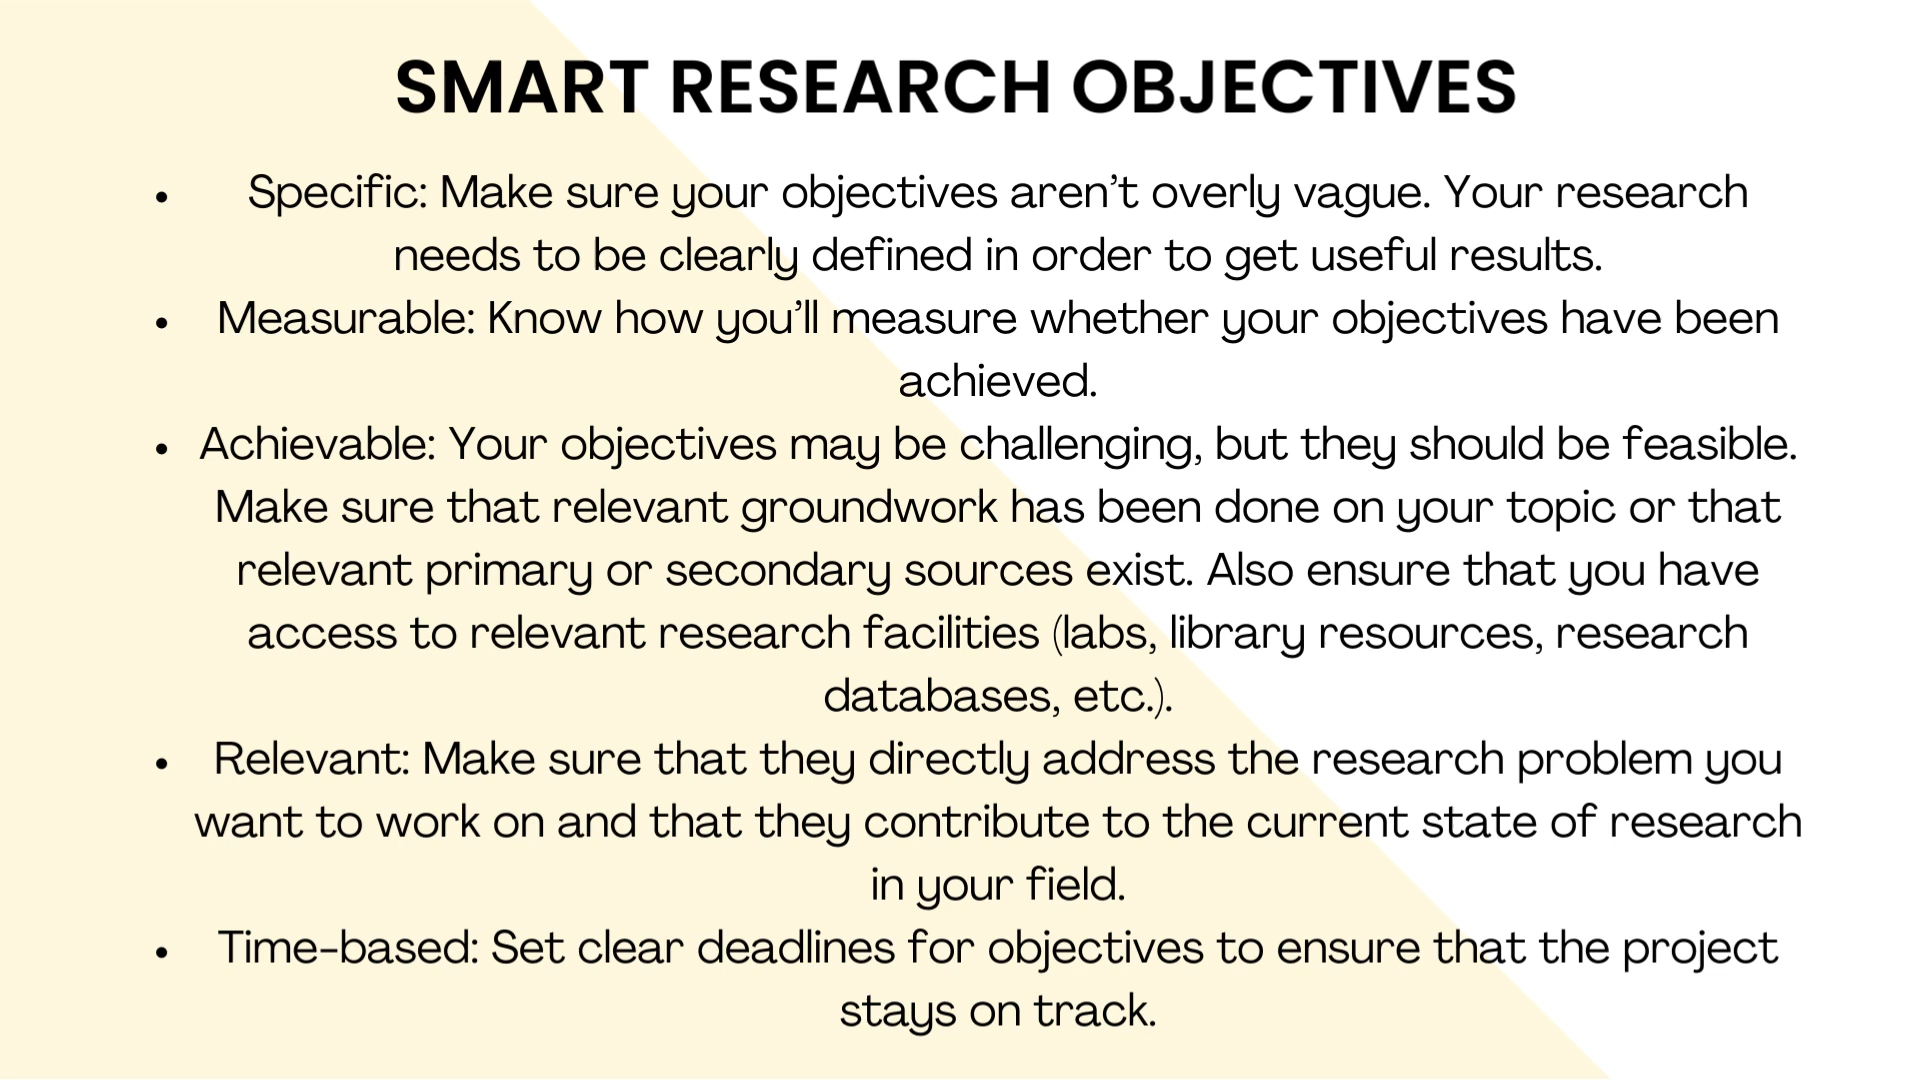 SMART RESEARCH OBJECTIVES
• Specific: Make sure your objectives aren’t overly vague. Your research
needs to be clearly defined in order to get useful results.
• Measurable: Know how you’ll measure whether your objectives have been
achieved.
• Achievable: Your objectives may be challenging, but they should be feasible.
Make sure that relevant groundwork has been done on your topic or that
relevant primary or secondary sources exist. Also ensure that you have
access to relevant research facilities (labs, library resources, research
databases, etc.).
• Relevant: Make sure that they directly address the research problem you
want to work on and that they contribute to the current state of research
in your field.
• Time-based: Set clear deadlines for objectives to ensure that the project
stays on track.